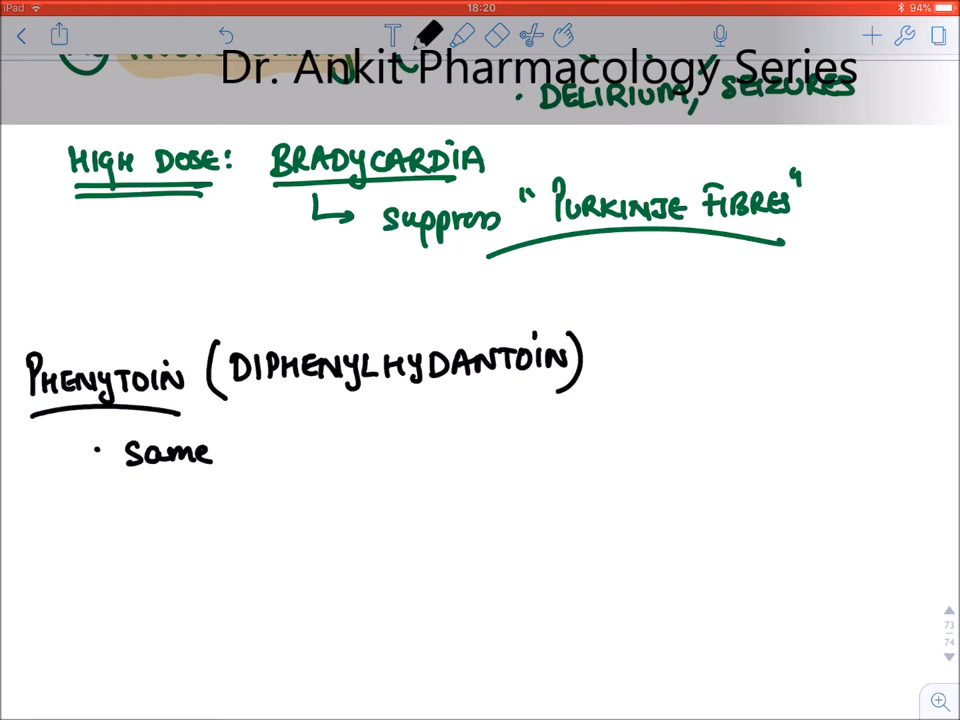 iPad 18:20 94%
T
Dr. Ankit Pharmacology Series
• DELIRIUM, SEIZURES
HIGH DOSE: BRADYCARDIA
↳ suppress "PURKINJE FIBRES"
PHENYTOIN (DIPHENYLHYDANTOIN)
• Same
73
74